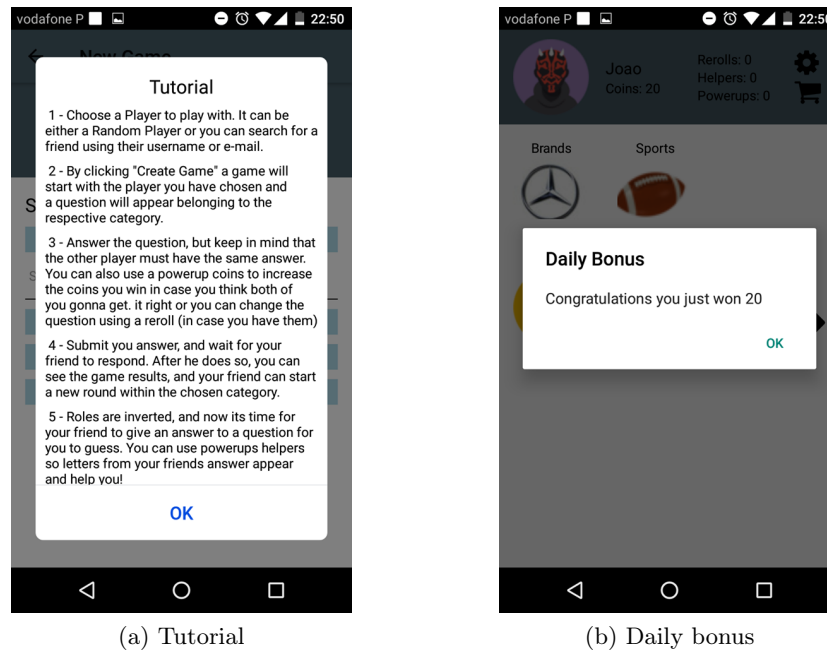 vodafone P
22:50
New Game
Tutorial
1 - Choose a Player to play with. It can be
either a Random Player or you can search for a
friend using their username or e-mail.
2 - By clicking "Create Game" a game will
start with the player you have chosen and
a question will appear belonging to the
respective category.
3 - Answer the question, but keep in mind that
the other player must have the same answer.
You can also use a powerup coins to increase
the coins you win in case you think both of
you gonna get. it right or you can change the
question using a reroll (in case you have them)
4 - Submit you answer, and wait for your
friend to respond. After he does so, you can
see the game results, and your friend can start
a new round within the chosen category.
5 - Roles are inverted, and now its time for
your friend to give an answer to a question for
you to guess. You can use powerups helpers
so letters from your friends answer appear
and help you!
OK
S
S
(a) Tutorial
vodafone P
22:50
Joao
Coins: 20
Rerolls: 0
Helpers: 0
Powerups: 0
Brands
Sports
Daily Bonus
Congratulations you just won 20
OK
(b) Daily bonus